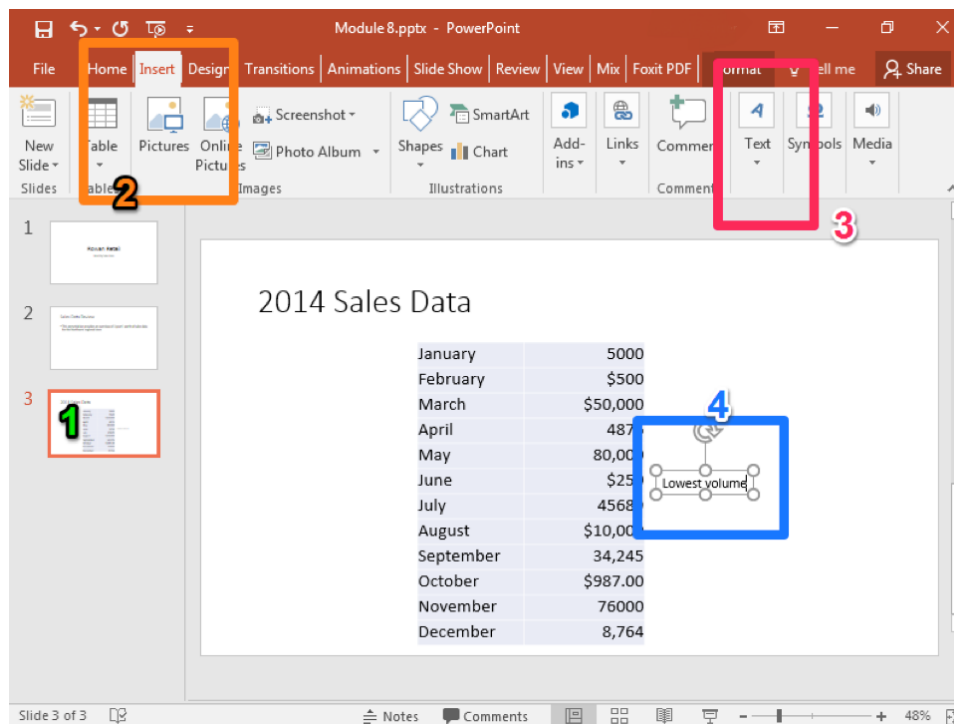 Module 8.pptx - PowerPoint
File Home Insert Design Transitions Animations Slide Show Review View Mix Foxit PDF Share
New Slide
Pictures
Screenshot
Photo Album
Shapes
SmartArt
Chart
Add-ins
Links
Text
Media
Slides
Illustrations
2
3
1
2
3
1
4
2014 Sales Data
January 5000
February $500
March $50,000
April
May
June
July
August
September 34,245
October $987.00
November 76000
December 8,764
Lowest volume
Slide 3 of 3 Notes Comments 48%